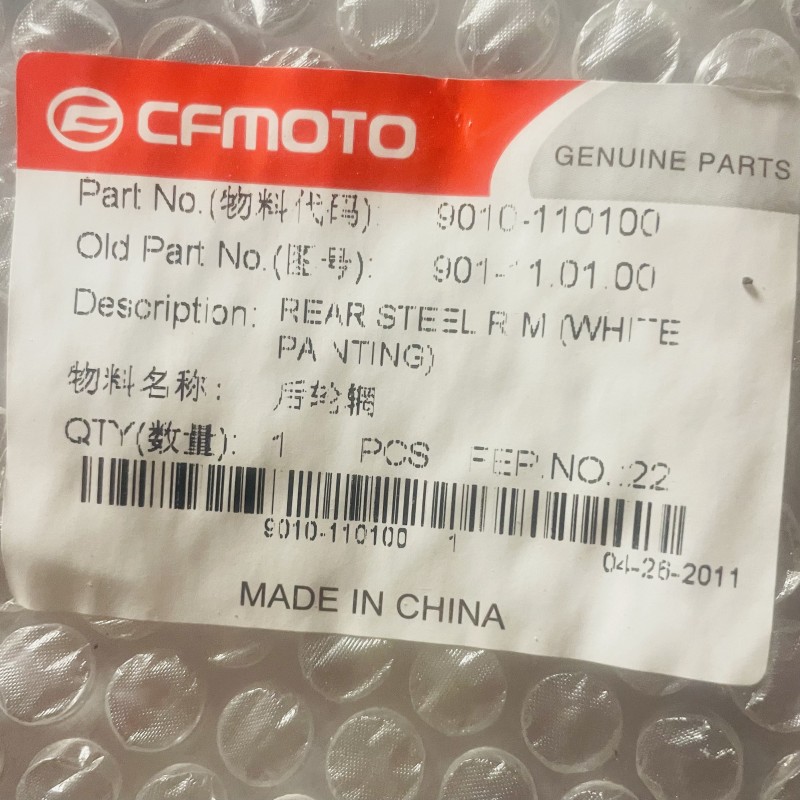 CFMOTO
GENUINE PARTS
Part No.(物料代码): 9010-110100
Old Part No.(图号): 901-11.01.00
Description: REAR STEEL RIM (WHITE
PAINTING)
物料名称: 后轮辋
QTY(数量): 1 PCS REP.NO.:22
9010-110100 1
04-26-2011
MADE IN CHINA